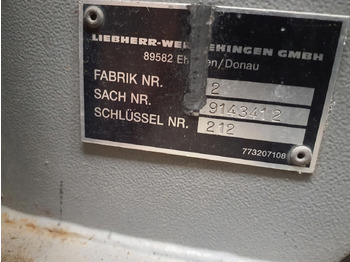 LIEBHERR-WE EHINGEN GMBH
89582 Eh en/Donau
FABRIK NR. 2
SACH NR. 9143412
SCHLÜSSEL NR. 212
773207108